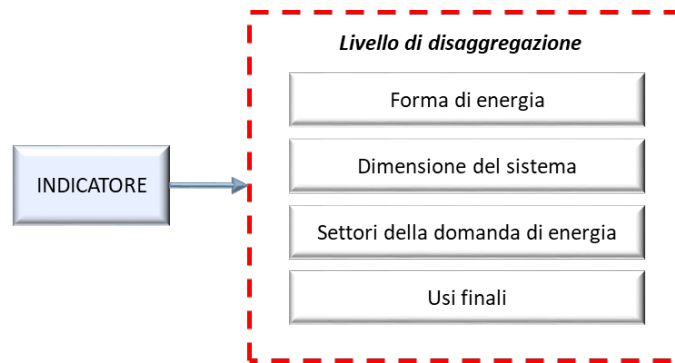 Livello di disaggregazione
Forma di energia
Dimensione del sistema
INDICATORE
Settori della domanda di energia
Usi finali